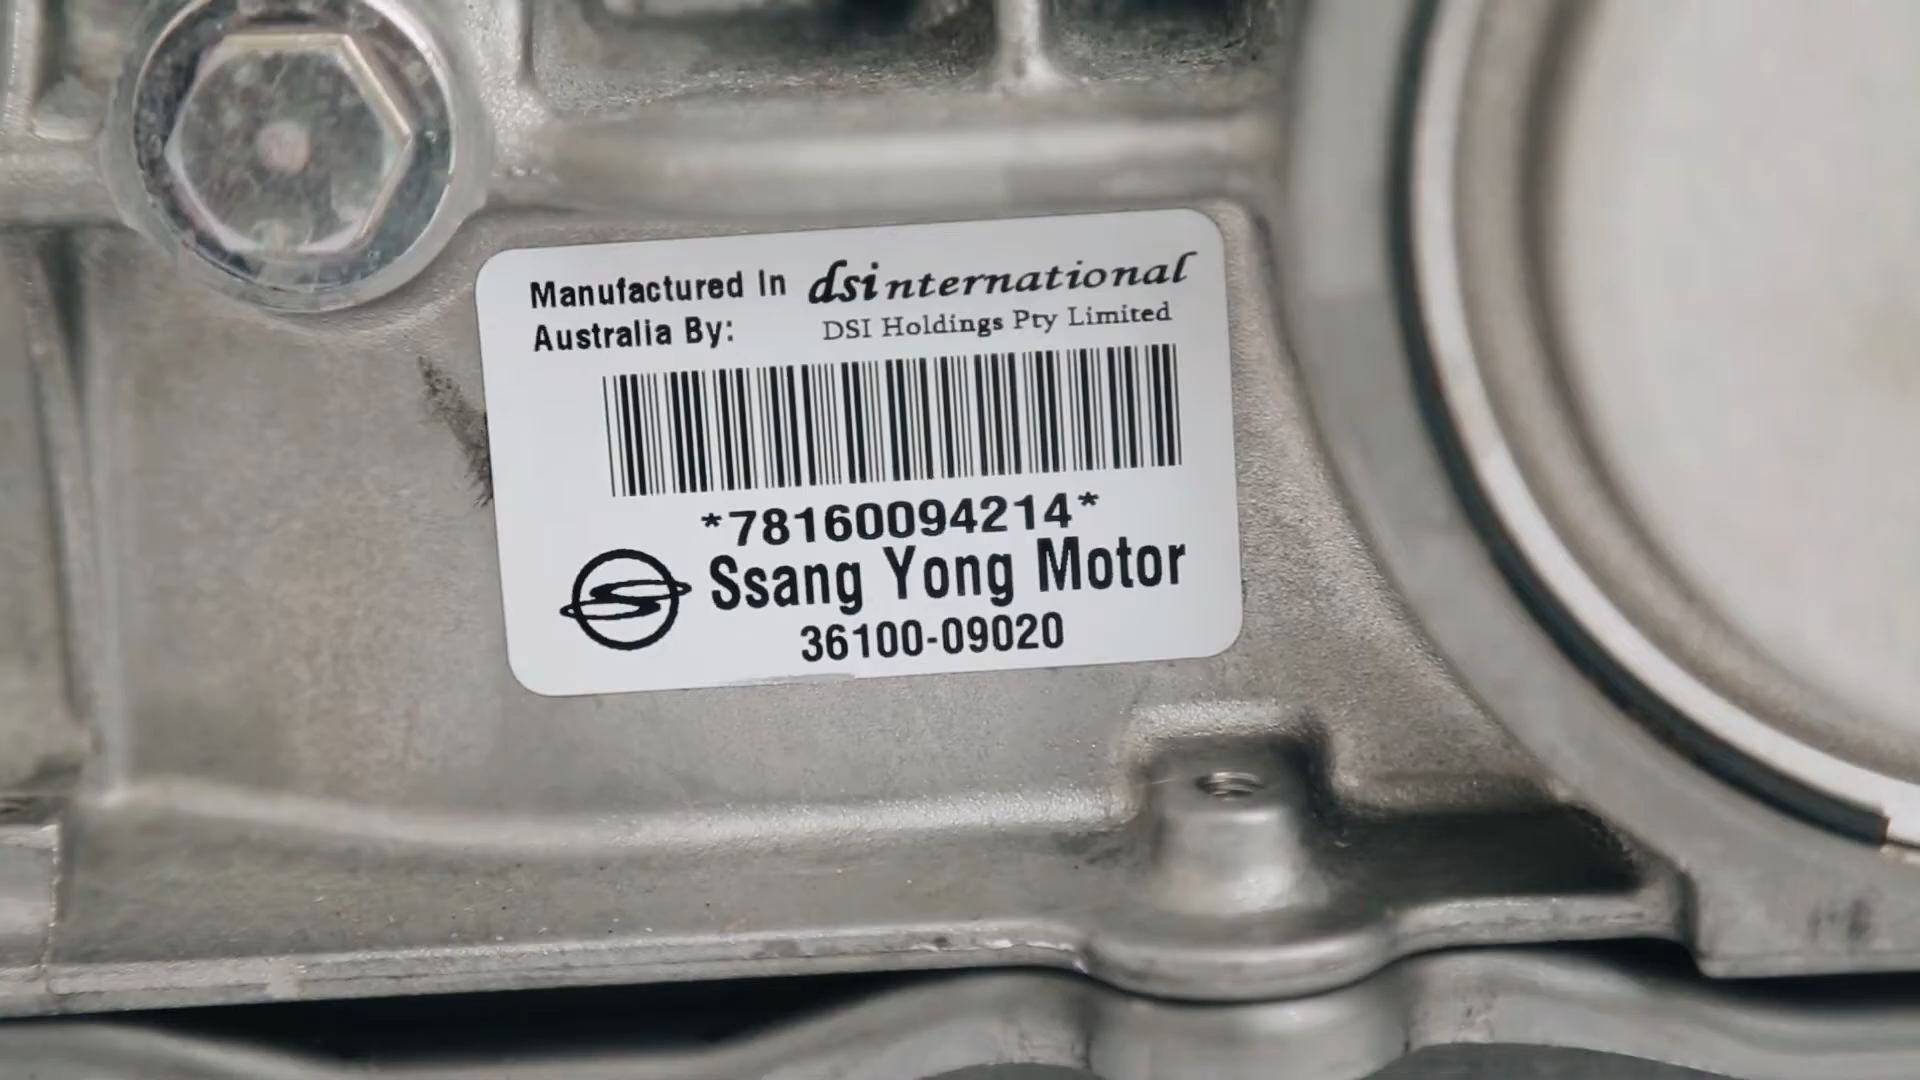 Manufactured In dsinternational
Australia By: DSI Holdings Pty Limited
*78160094214*
Ssang Yong Motor
36100-09020